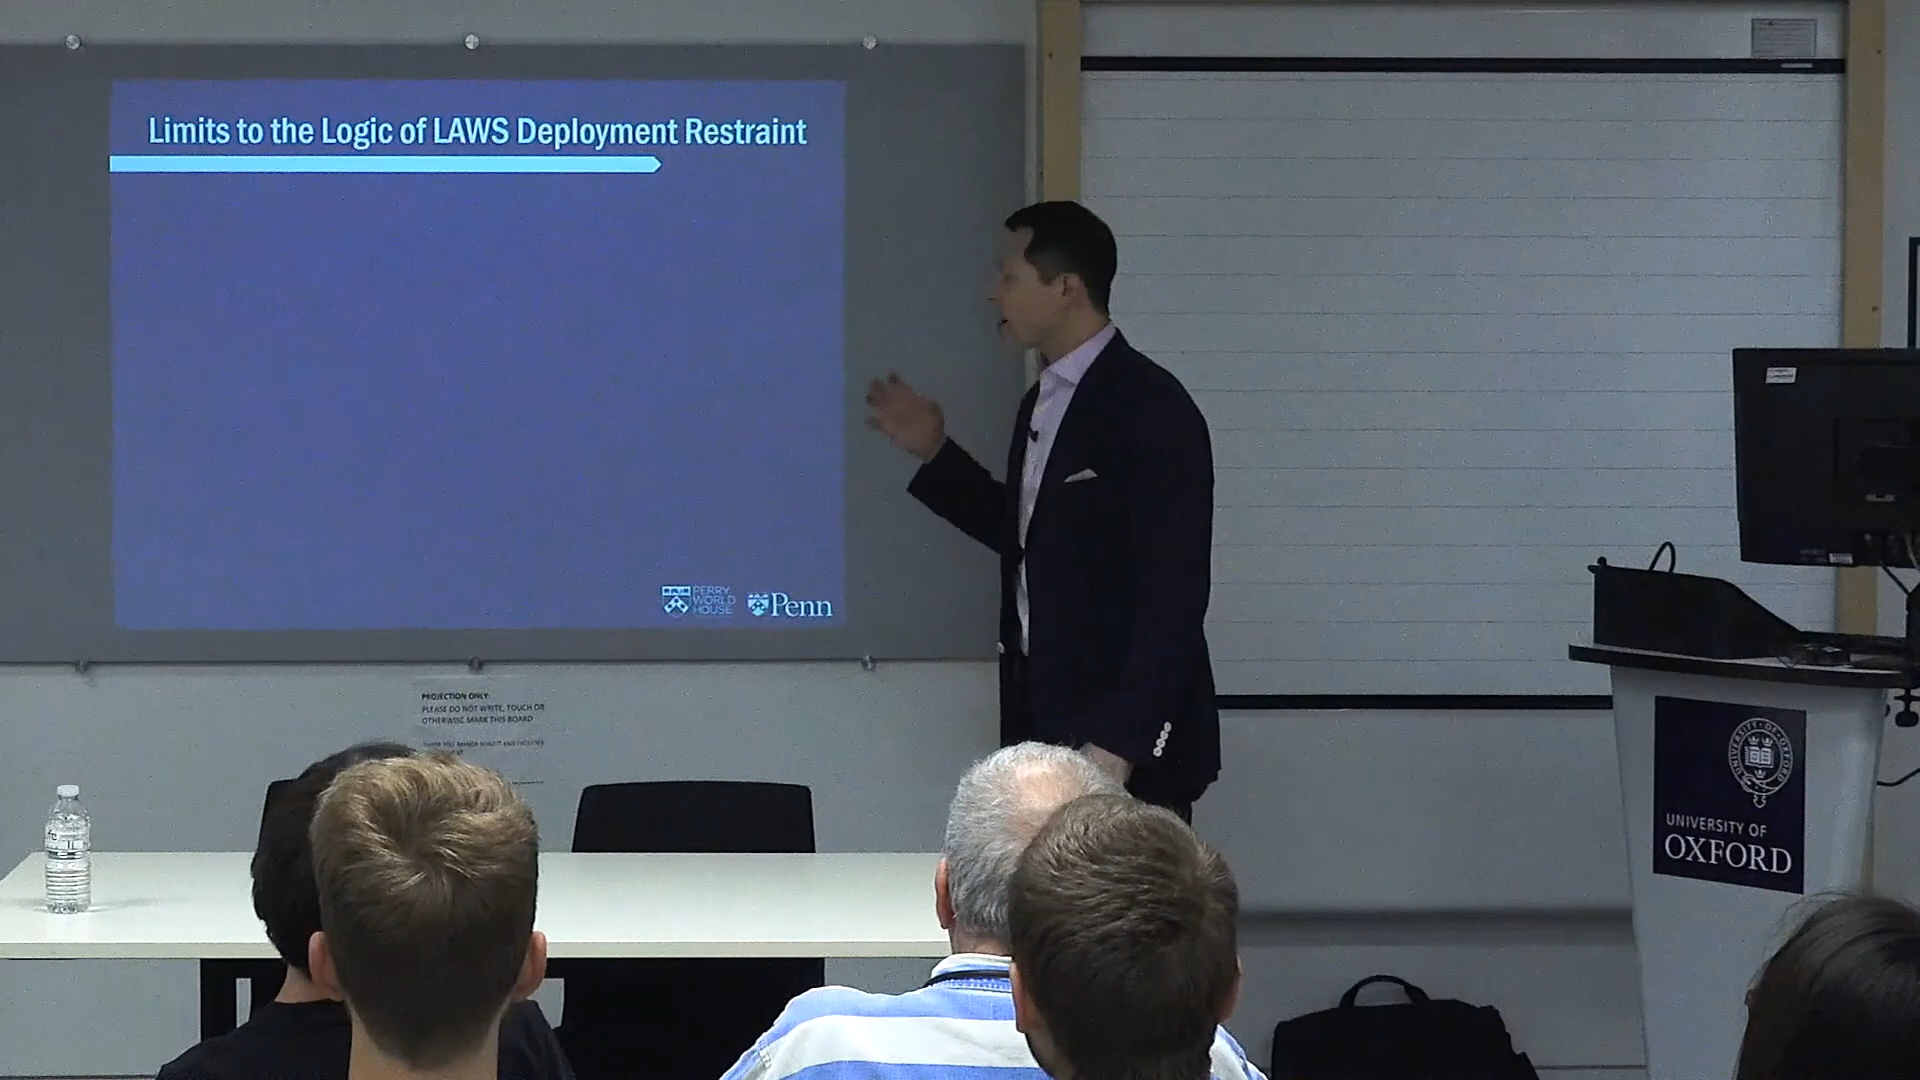 Limits to the Logic of LAWS Deployment Restraint
PERRY
WORLD
HOUSE
Penn
PROJECTION ONLY:
PLEASE DO NOT WRITE, TOUCH OR
OTHERWISE MARK THIS BOARD
UNIVERSITY OF
OXFORD